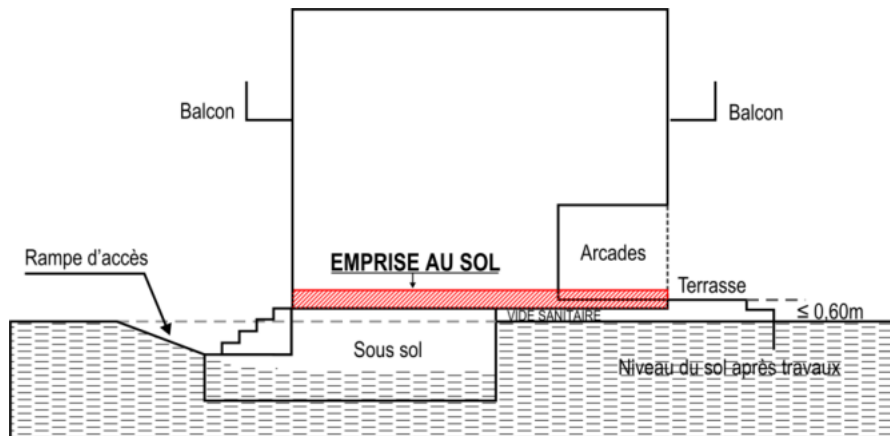 Balcon
Balcon
Rampe d'accès
EMPRISE AU SOL
Arcades
Terrasse
≤ 0,60m
VIDE SANITAIRE
Sous sol
Niveau du sol après travaux